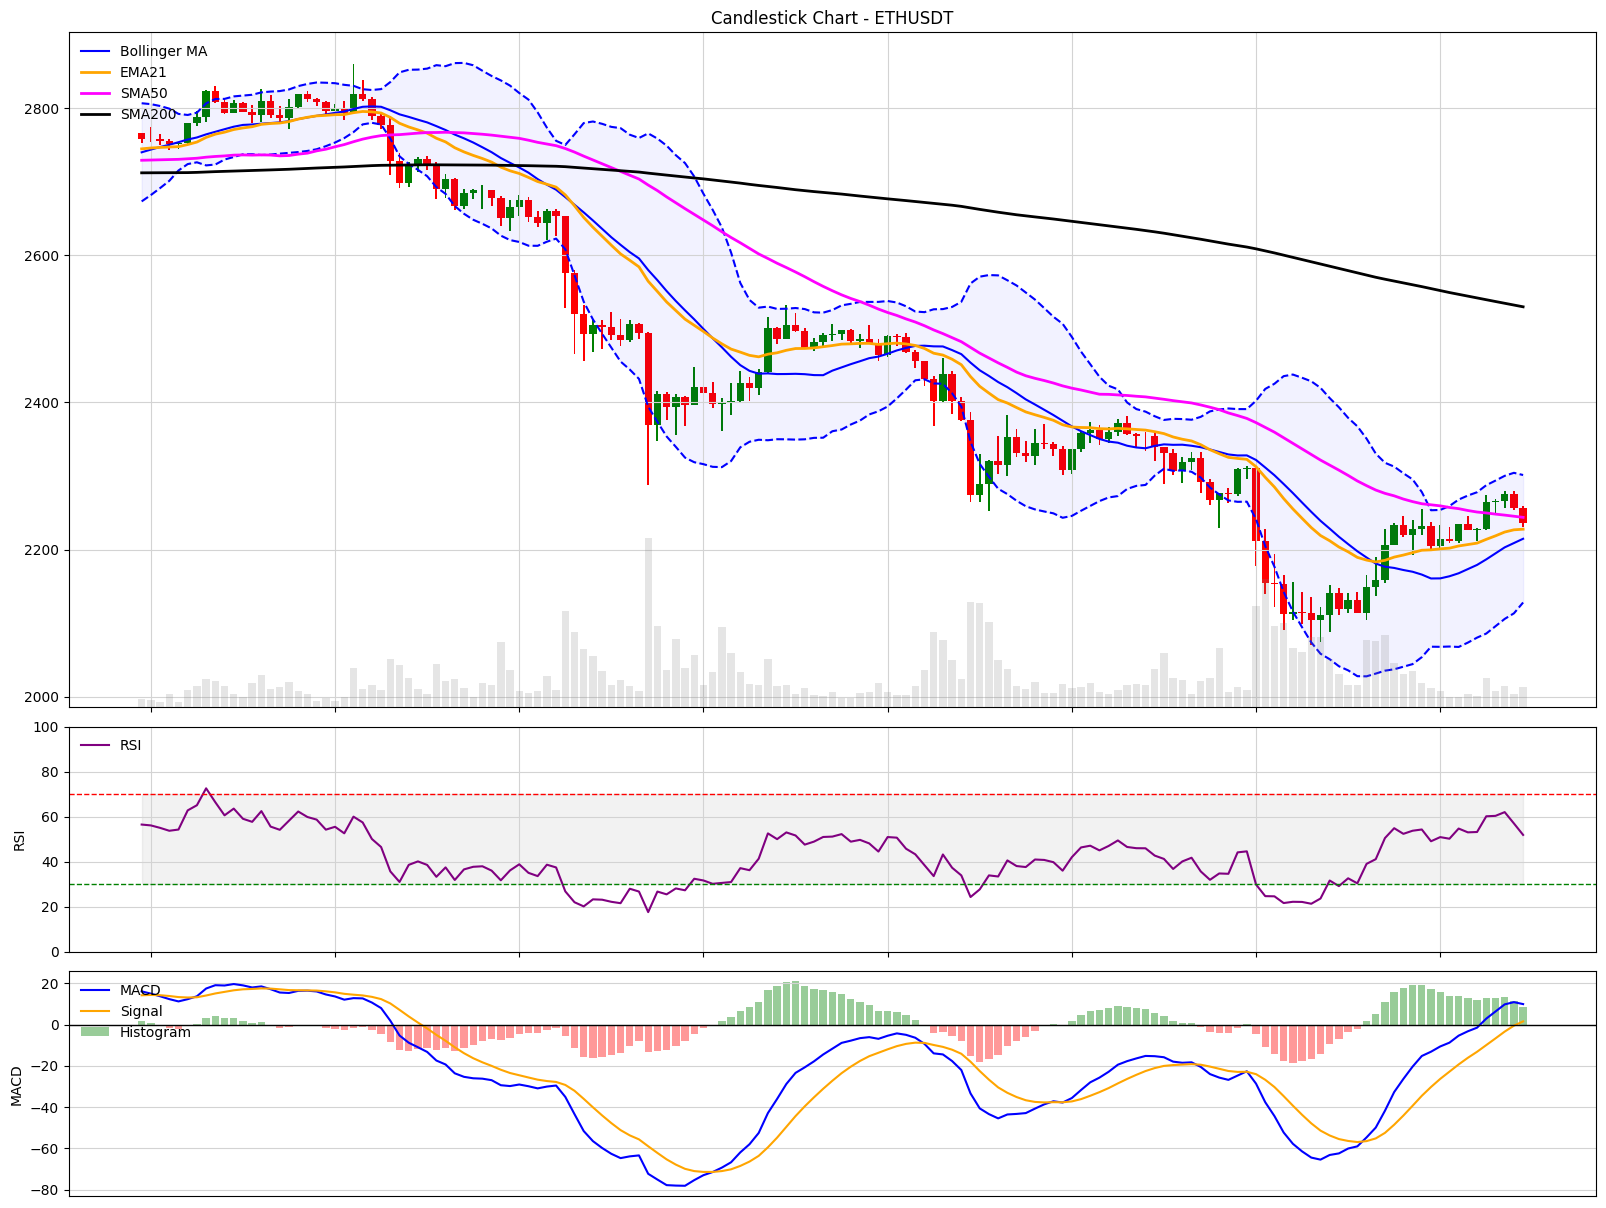 Candlestick Chart - ETHUSDT
Bollinger MA
EMA21
SMA50
SMA200
2800
2600
2400
2200
2000
RSI
100
80
60
40
20
0
RSI
MACD
Signal
Histogram
20
0
−20
−40
−60
−80
MACD